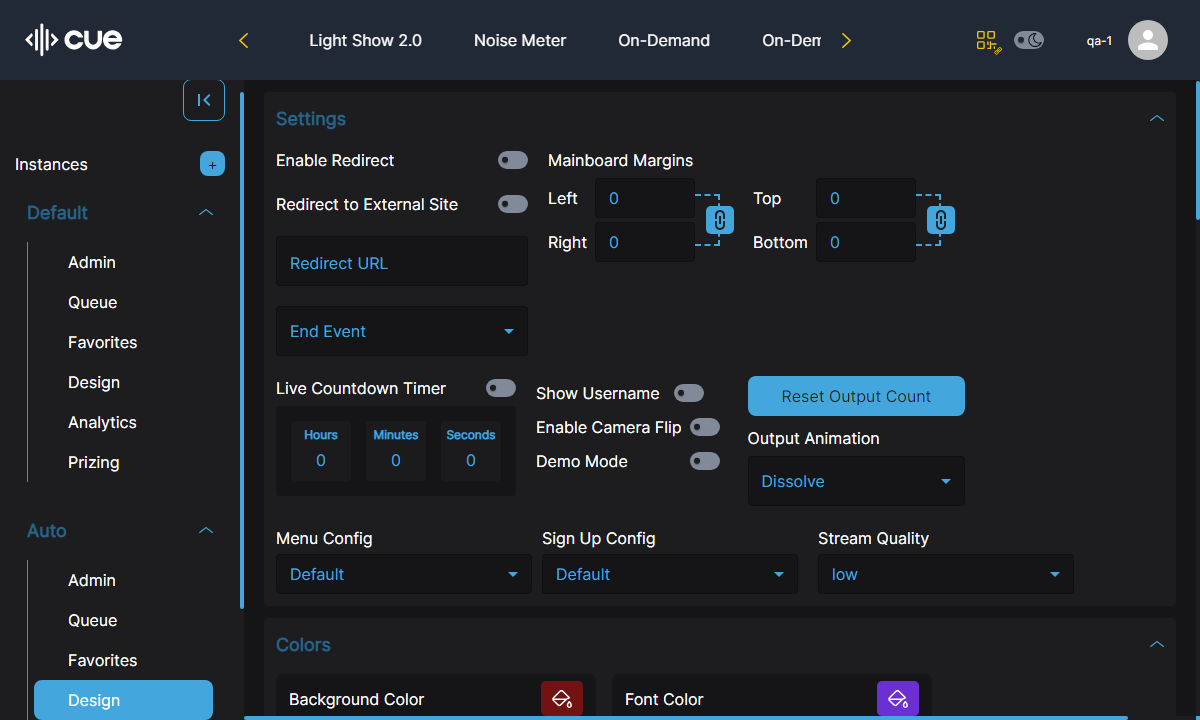 cue
Light Show 2.0
Noise Meter
On-Demand
On-Dem
qa-1
Instances
+
Default
Admin
Queue
Favorites
Design
Analytics
Prizing
Auto
Admin
Queue
Favorites
Design
Settings
Enable Redirect
Redirect to External Site
Redirect URL
End Event
Mainboard Margins
Left 0
Right 0
Top 0
Bottom 0
Live Countdown Timer
Hours Minutes Seconds
0 0 0
Show Username
Enable Camera Flip
Demo Mode
Reset Output Count
Output Animation
Dissolve
Menu Config
Default
Sign Up Config
Default
Stream Quality
low
Colors
Background Color
Font Color